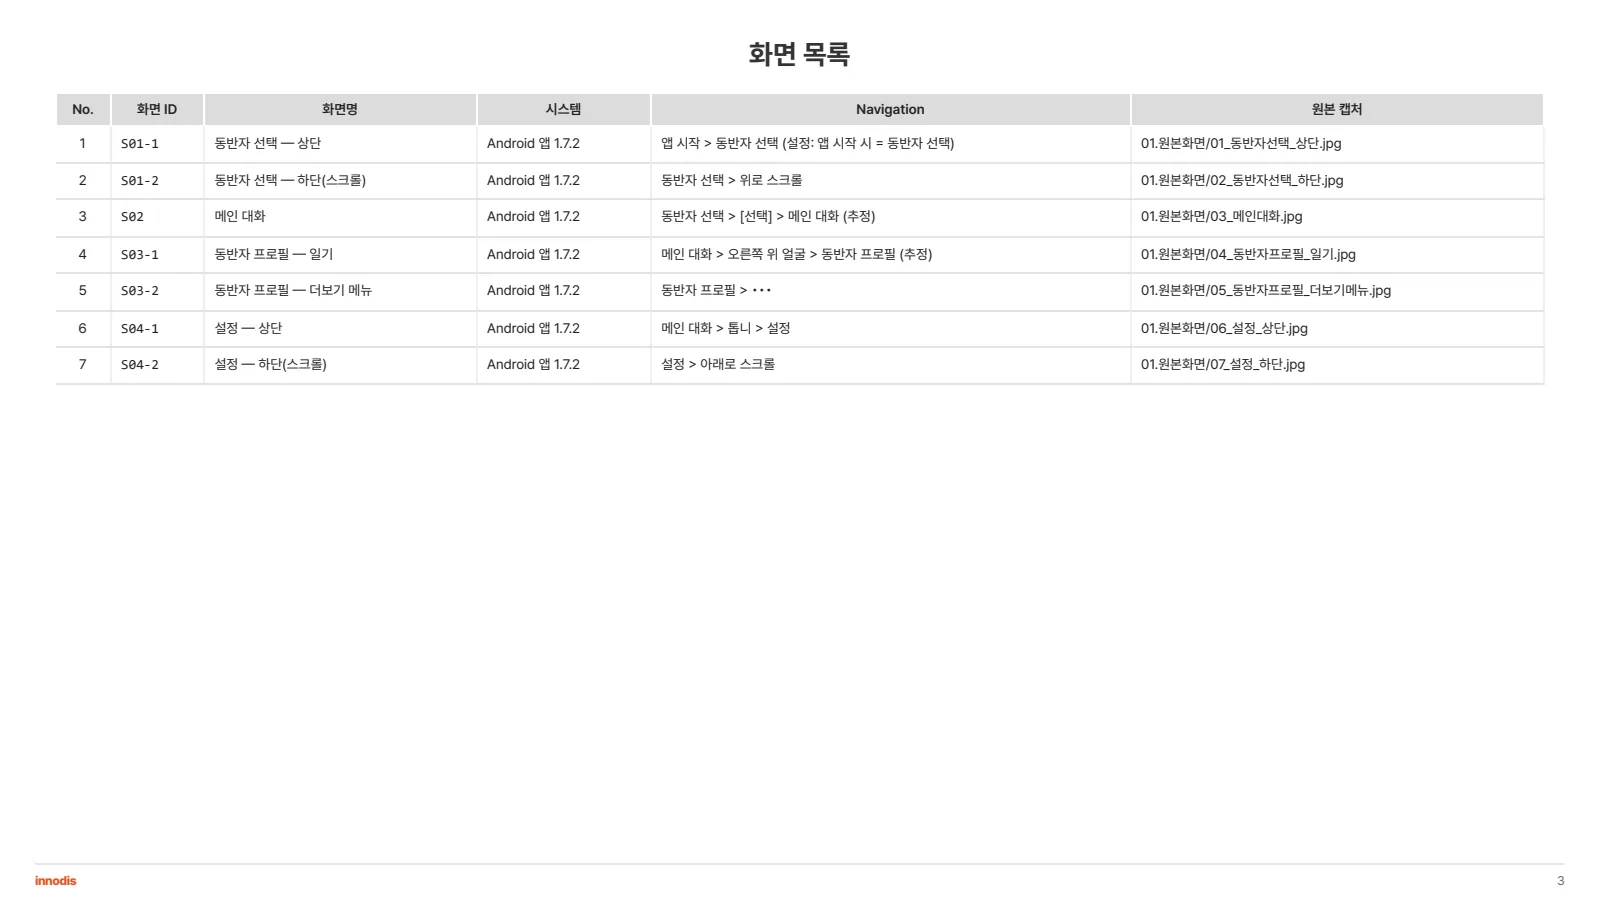 화면 목록
No. 화면 ID 화면명 시스템 Navigation 원본 캡처
1 S01-1 동반자 선택 — 상단 Android 앱 1.7.2 앱 시작 > 동반자 선택 (설정: 앱 시작 시 = 동반자 선택) 01.원본화면/01_동반자선택_상단.jpg
2 S01-2 동반자 선택 — 하단(스크롤) Android 앱 1.7.2 동반자 선택 > 위로 스크롤 01.원본화면/02_동반자선택_하단.jpg
3 S02 메인 대화 Android 앱 1.7.2 동반자 선택 > [선택] > 메인 대화 (추정) 01.원본화면/03_메인대화.jpg
4 S03-1 동반자 프로필 — 일기 Android 앱 1.7.2 메인 대화 > 오른쪽 위 얼굴 > 동반자 프로필 (추정) 01.원본화면/04_동반자프로필_일기.jpg
5 S03-2 동반자 프로필 — 더보기 메뉴 Android 앱 1.7.2 동반자 프로필 > ··· 01.원본화면/05_동반자프로필_더보기메뉴.jpg
6 S04-1 설정 — 상단 Android 앱 1.7.2 메인 대화 > 톱니 > 설정 01.원본화면/06_설정_상단.jpg
7 S04-2 설정 — 하단(스크롤) Android 앱 1.7.2 설정 > 아래로 스크롤 01.원본화면/07_설정_하단.jpg
innodis 3